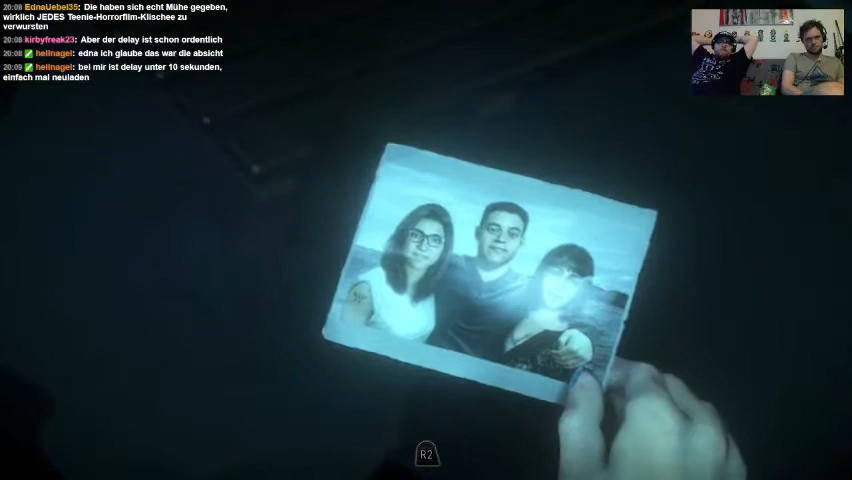 20:08 EdnaUebel35: Die haben sich echt Mühe gegeben,
wirklich JEDES Teenie-Horrorfilm-Klischee zu
verwursten
20:08 kirbyfreak23: Aber der delay ist schon ordentlich
20:08 hellnagel: edna ich glaube das war die absicht
20:09 hellnagel: bei mir ist delay unter 10 sekunden,
einfach mal neuladen
R2